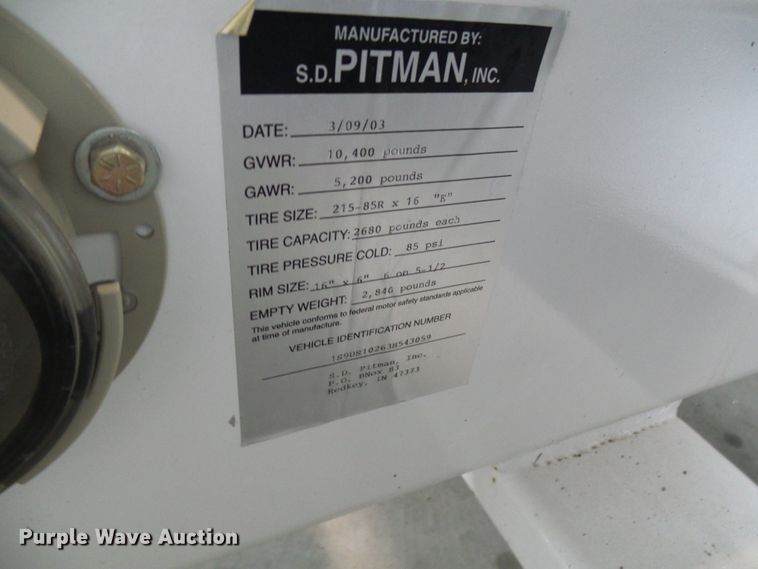 MANUFACTURED BY:
S.D. PITMAN, INC.
DATE: 3/09/03
GVWR: 10,400 pounds
GAWR: 5,200 pounds
TIRE SIZE: 215-85R x 16 "E"
TIRE CAPACITY: 2680 pounds each
TIRE PRESSURE COLD: 85 psi
RIM SIZE: 16" x 6" 6 on 5-1/2
EMPTY WEIGHT: 2,846 pounds
This vehicle conforms to federal motor safety standards applicable
at time of manufacture.
VEHICLE IDENTIFICATION NUMBER
S.D. Pitman, Inc.
P.O. BNox 83
Redkey, IN 47373
Purple Wave Auction